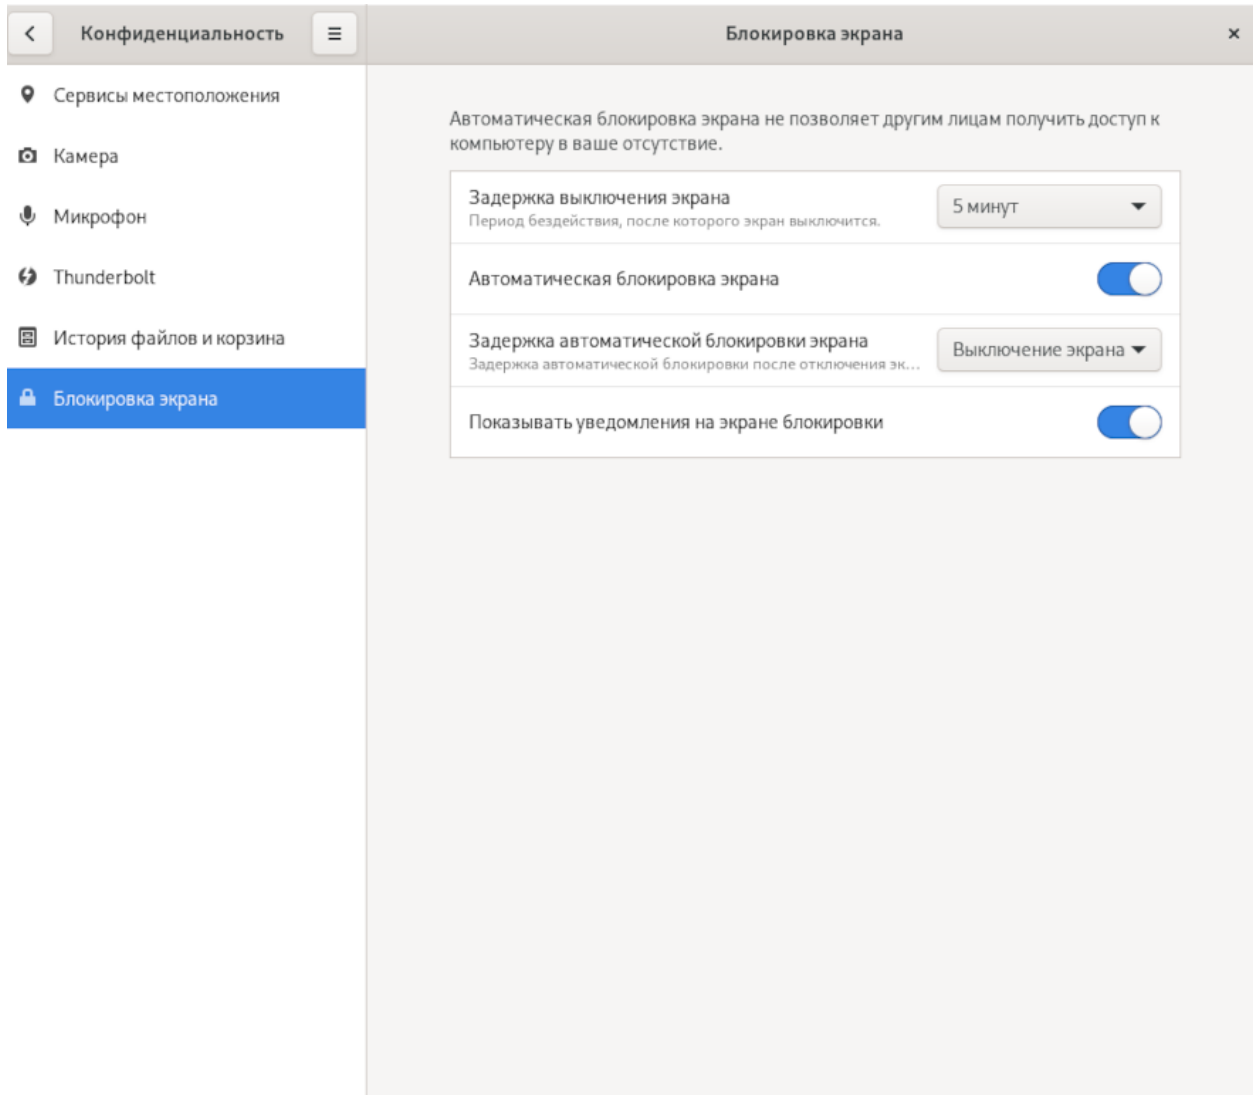 Конфиденциальность
Блокировка экрана
Сервисы местоположения
Камера
Микрофон
Thunderbolt
История файлов и корзина
Блокировка экрана
Автоматическая блокировка экрана не позволяет другим лицам получить доступ к
компьютеру в ваше отсутствие.
Задержка выключения экрана
Период бездействия, после которого экран выключится.
5 минут
Автоматическая блокировка экрана
Задержка автоматической блокировки экрана
Задержка автоматической блокировки после отключения эк...
Выключение экрана
Показывать уведомления на экране блокировки